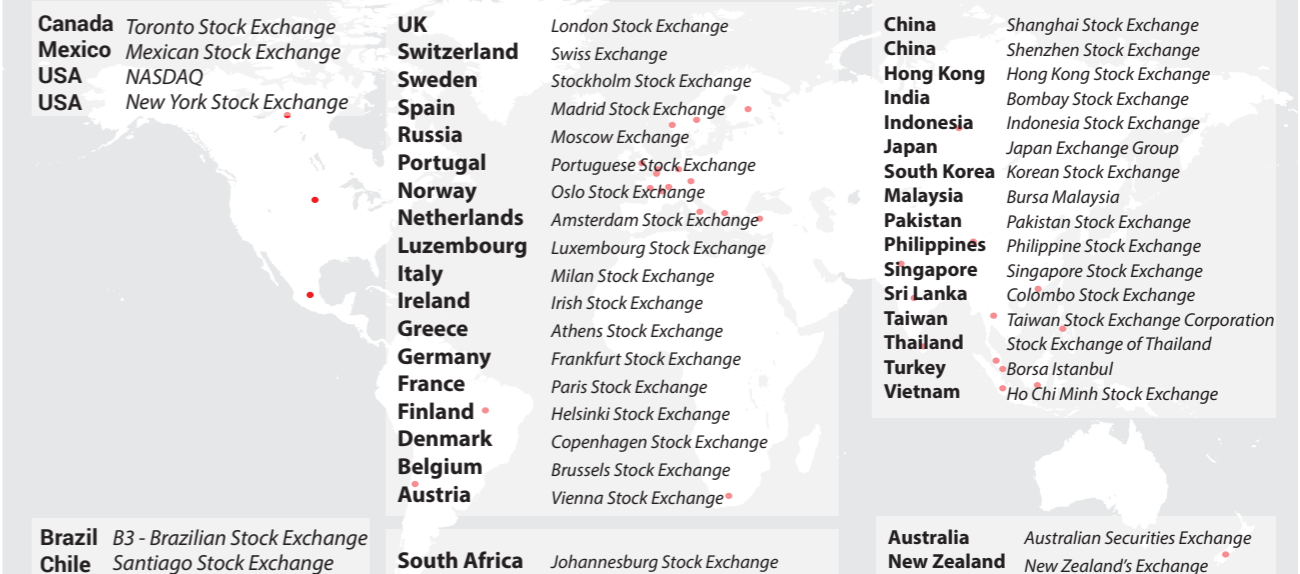 Canada Toronto Stock Exchange
Mexico Mexican Stock Exchange
USA NASDAQ
USA New York Stock Exchange
UK London Stock Exchange
Switzerland Swiss Exchange
Sweden Stockholm Stock Exchange
Spain Madrid Stock Exchange
Russia Moscow Exchange
Portugal Portuguese Stock Exchange
Norway Oslo Stock Exchange
Netherlands Amsterdam Stock Exchange
Luzembourg Luxembourg Stock Exchange
Italy Milan Stock Exchange
Ireland Irish Stock Exchange
Greece Athens Stock Exchange
Germany Frankfurt Stock Exchange
France Paris Stock Exchange
Finland Helsinki Stock Exchange
Denmark Copenhagen Stock Exchange
Belgium Brussels Stock Exchange
Austria Vienna Stock Exchange
China Shanghai Stock Exchange
China Shenzhen Stock Exchange
Hong Kong Hong Kong Stock Exchange
India Bombay Stock Exchange
Indonesia Indonesia Stock Exchange
Japan Japan Exchange Group
South Korea Korean Stock Exchange
Malaysia Bursa Malaysia
Pakistan Pakistan Stock Exchange
Philippines Philippine Stock Exchange
Singapore Singapore Stock Exchange
Sri Lanka Colombo Stock Exchange
Taiwan Taiwan Stock Exchange Corporation
Thailand Stock Exchange of Thailand
Turkey Borsa Istanbul
Vietnam Ho Chi Minh Stock Exchange
Brazil B3 - Brazilian Stock Exchange
Chile Santiago Stock Exchange
South Africa Johannesburg Stock Exchange
Australia Australian Securities Exchange
New Zealand New Zealand's Exchange